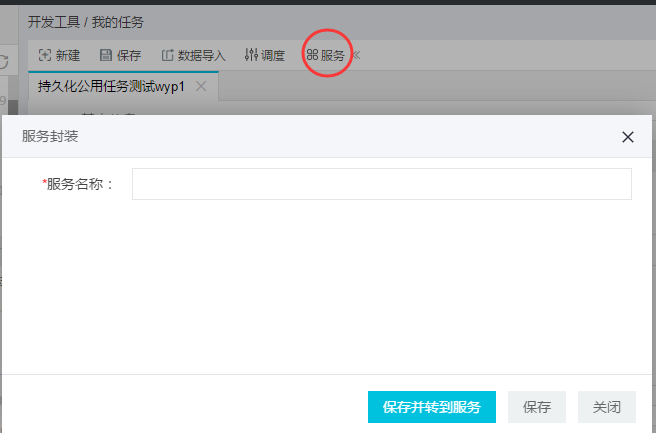 开发工具 / 我的任务
新建 保存 数据导入 调度 服务
持久化公用任务测试wyp1
服务封装
*服务名称：
保存并转到服务 保存 关闭